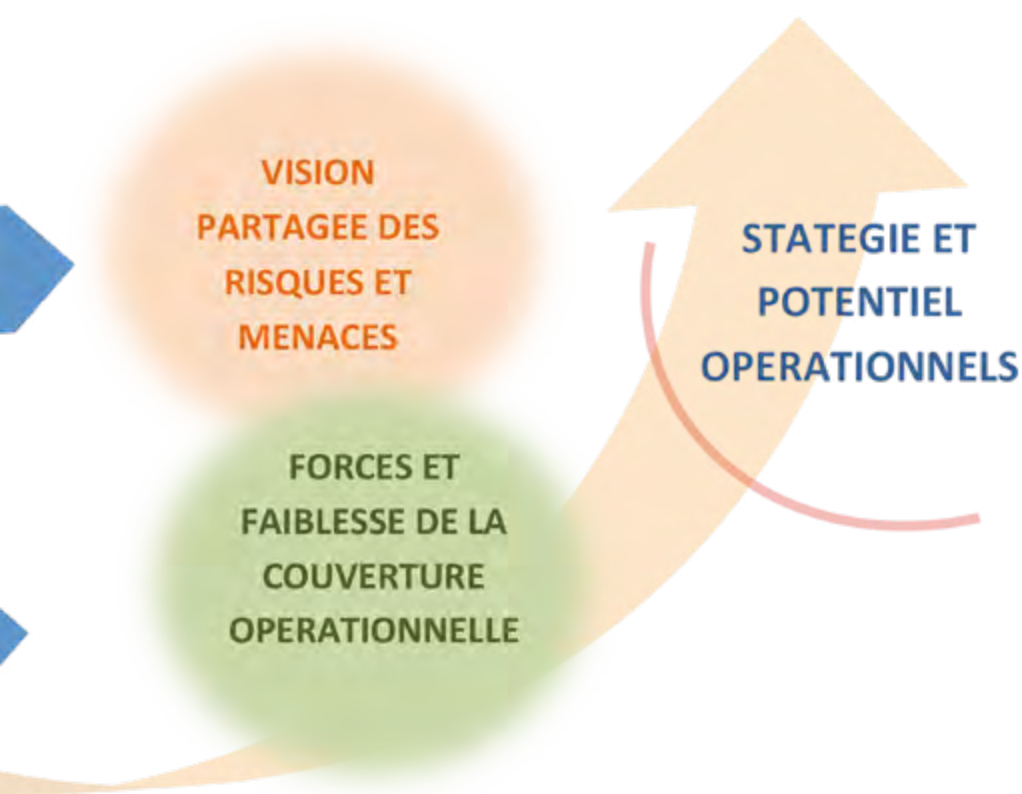 VISION
PARTAGEE DES
RISQUES ET
MENACES
FORCES ET
FAIBLESSE DE LA
COUVERTURE
OPERATIONNELLE
STATEGIE ET
POTENTIEL
OPERATIONNELS